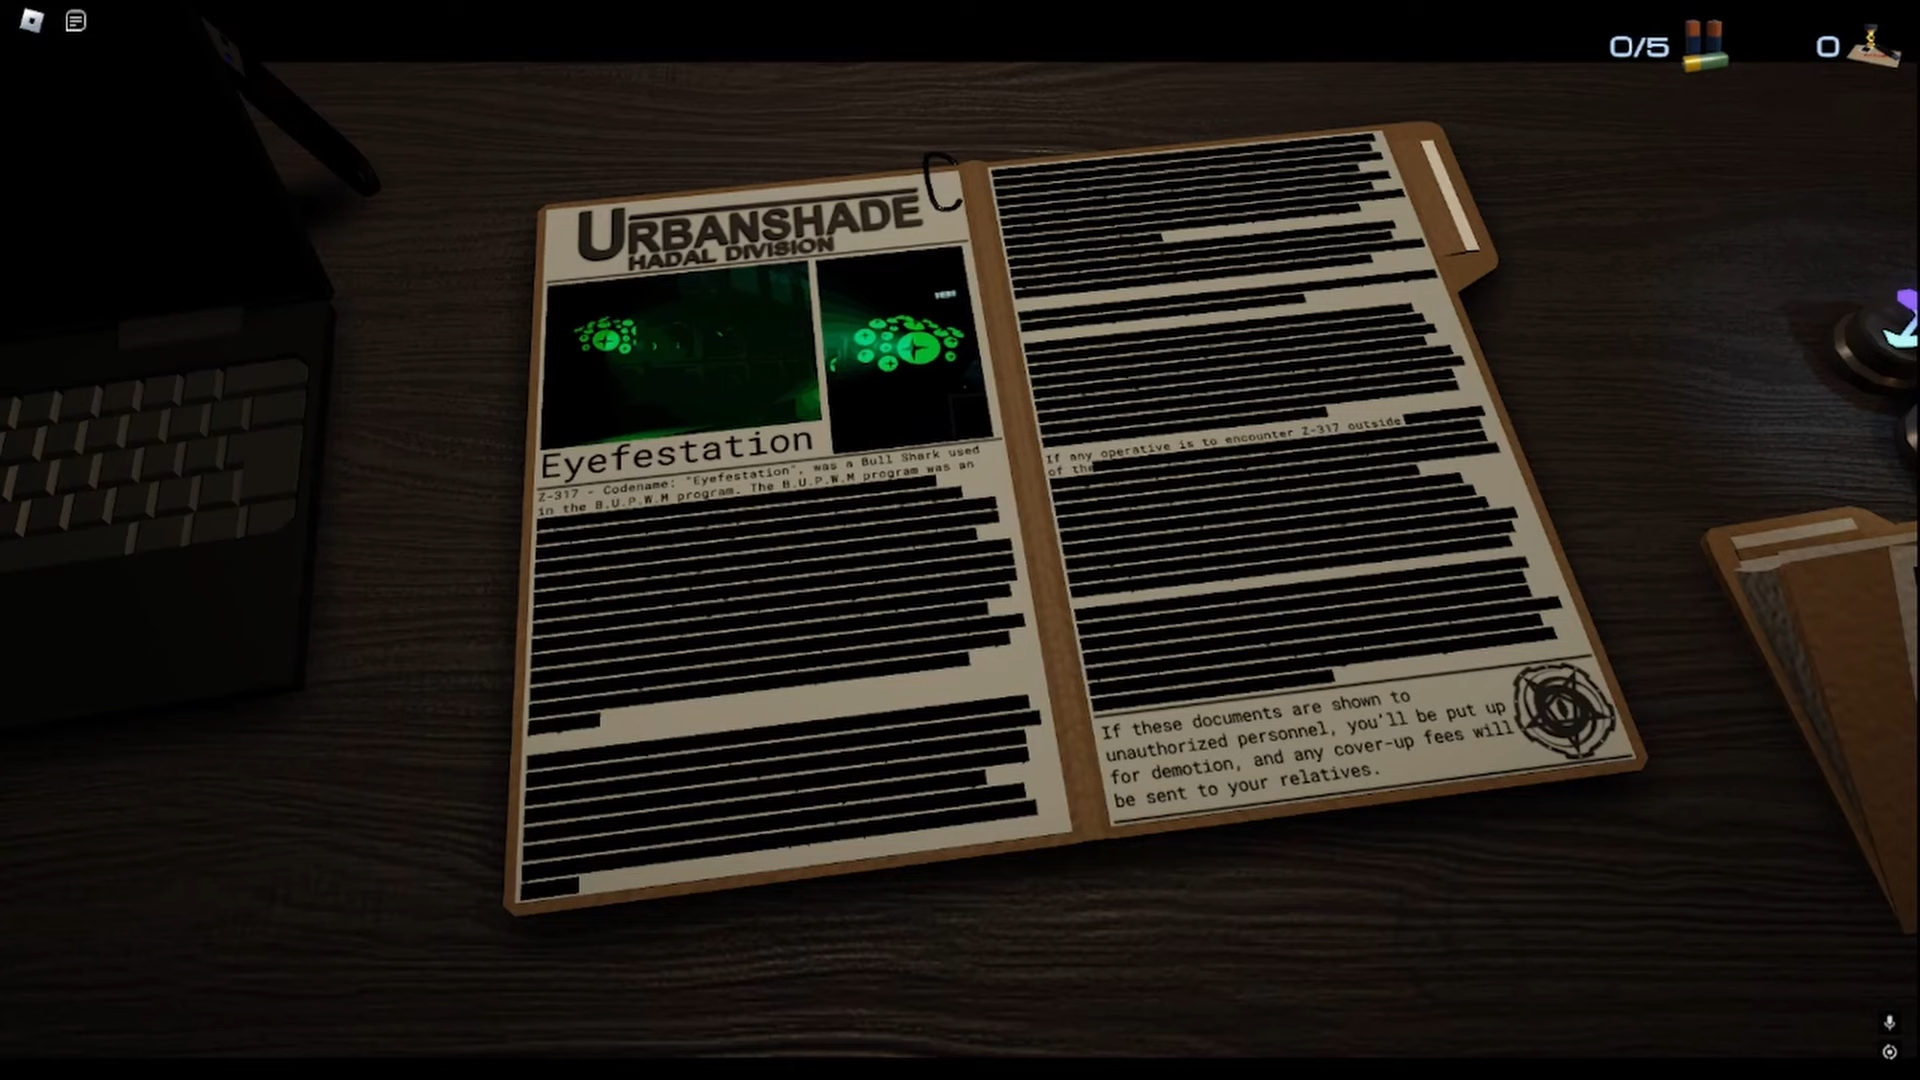 0/5
0
URBANSHADE
HADAL DIVISION
Eyefestation
Z-317 - Codename: "Eyefestation", was a Bull Shark used
in the B.U.P.W.M program. The B.U.P.W.M program was an
If any operative is to encounter Z-317 outside
of the
If these documents are shown to
unauthorized personnel, you'll be put up
for demotion, and any cover-up fees will
be sent to your relatives.